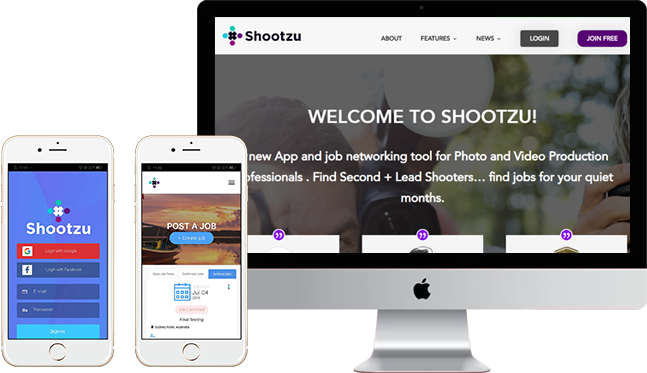 Shootzu
ABOUT
FEATURES
NEWS
LOGIN
JOIN FREE
WELCOME TO SHOOTZU!
new App and job networking tool for Photo and Video Production
ofessionals . Find Second + Lead Shooters... find jobs for your quiet
months.
Shootzu
G
Login with Google
f
Login with Facebook
E-mail
Password
SIGN IN
POST A JOB
+ Create Job
Open Job Posts
Confirmed Jobs
Archived Jobs
Jul 04
2019
Job Cancelled
Final Testing
Sydney NSW, Australia